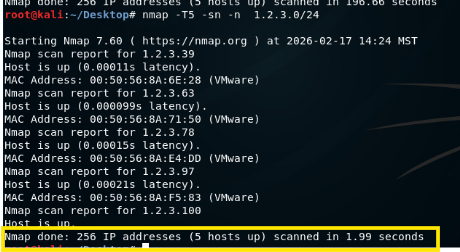 Nmap done: 256 IP addresses (5 hosts up) scanned in 196.66 seconds
root@kali:~/Desktop# nmap -T5 -sn -n  1.2.3.0/24
Starting Nmap 7.60 ( https://nmap.org ) at 2026-02-17 14:24 MST
Nmap scan report for 1.2.3.39
Host is up (0.00011s latency).
MAC Address: 00:50:56:8A:6E:28 (VMware)
Nmap scan report for 1.2.3.63
Host is up (0.000099s latency).
MAC Address: 00:50:56:8A:71:50 (VMware)
Nmap scan report for 1.2.3.78
Host is up (0.00015s latency).
MAC Address: 00:50:56:8A:E4:DD (VMware)
Nmap scan report for 1.2.3.97
Host is up (0.00021s latency).
MAC Address: 00:50:56:8A:F5:83 (VMware)
Nmap scan report for 1.2.3.100
Host is up.
Nmap done: 256 IP addresses (5 hosts up) scanned in 1.99 seconds
root@kali:~/Desktop#